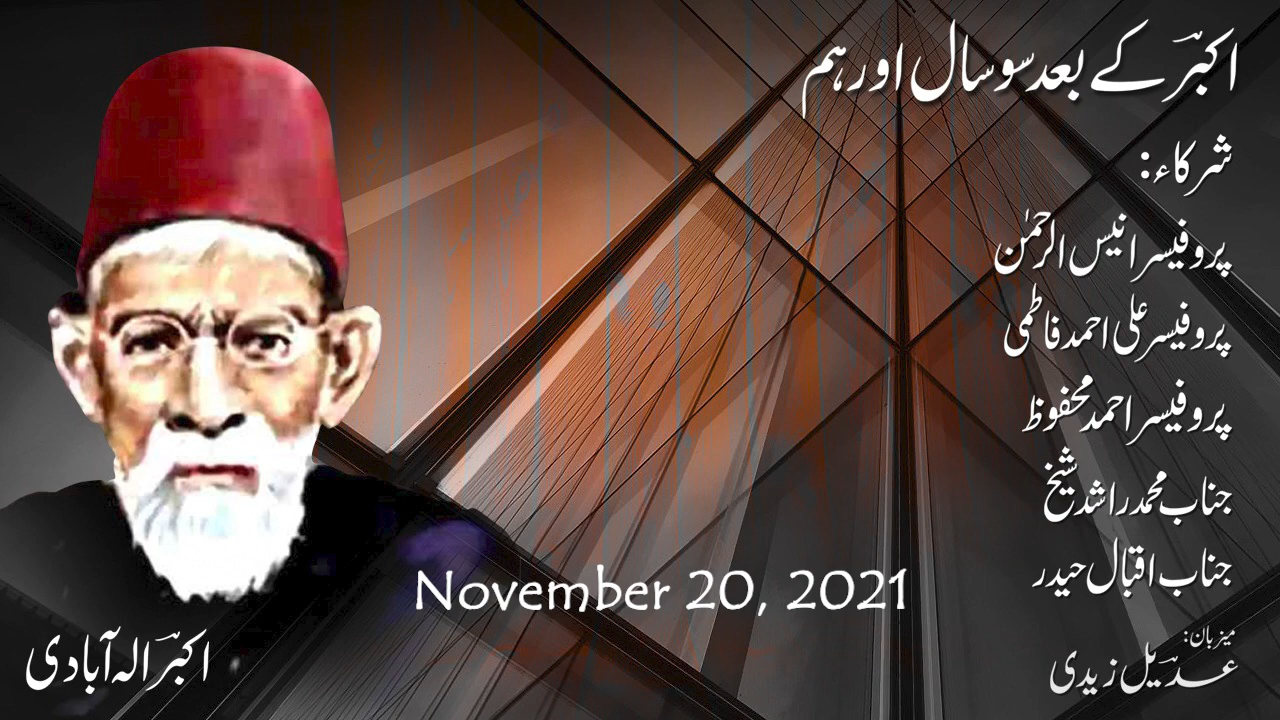 اکبرؔ کے بعد سو سال اور ہم
شرکاء:
پروفیسر انیس الرحمٰن
پروفیسر علی احمد فاطمی
پروفیسر احمد محفوظ
جناب محمد راشد شیخ
جناب اقبال حیدر
میزبان:
عدیلؔ زیدی
November 20, 2021
اکبرؔ الہ آبادی